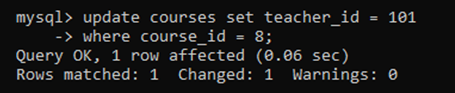 mysql> update courses set teacher_id = 101
    -> where course_id = 8;
Query OK, 1 row affected (0.06 sec)
Rows matched: 1  Changed: 1  Warnings: 0